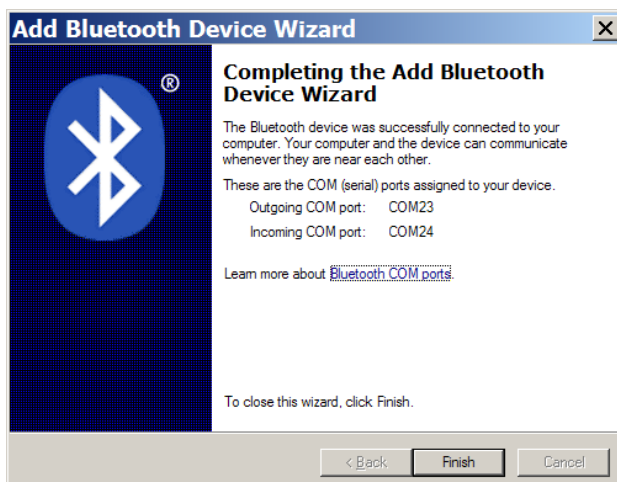 Add Bluetooth Device Wizard
®
Completing the Add Bluetooth
Device Wizard
The Bluetooth device was successfully connected to your
computer. Your computer and the device can communicate
whenever they are near each other.
These are the COM (serial) ports assigned to your device.
Outgoing COM port: COM23
Incoming COM port: COM24
Learn more about Bluetooth COM ports.
To close this wizard, click Finish.
< Back Finish Cancel